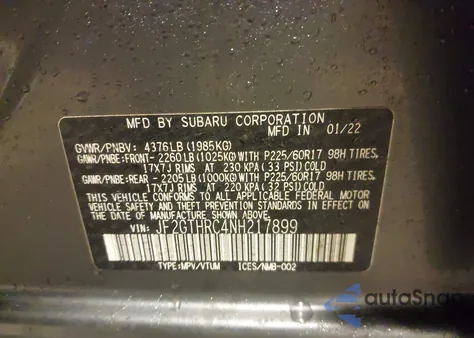 MFD BY SUBARU CORPORATION
MFD IN 01/22
GVWR/PNBV: 4376LB (1985KG)
GAWR/PNBE:FRONT- 2260LB (1025KG)WITH P225/60R17 98H TIRES,
17X7J RIMS AT 230 KPA (33 PSI) COLD
GAWR/PNBE:REAR -2205LB (1000KG)WITH P225/60R17 98H TIRES,
17X7J RIMS AT 220 KPA (32 PSI) COLD
THIS VEHICLE CONFORMS TO ALL APPLICABLE FEDERAL MOTOR
VEHICLE SAFETY AND THEFT PREVENTION STANDARDS IN EFFECT
ON THE DATE OF MANUFACTURE SHOWN ABOVE.
VIN: JF2GTHRC4NH217899
TYPE:MPV/VTUM ICES/NMB-002
autoSnap